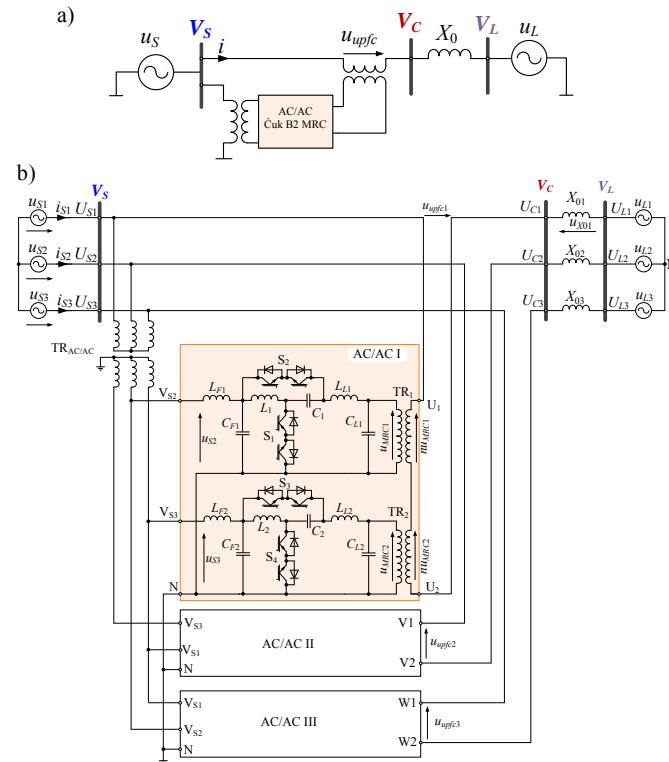 a)
u_S
V_S
i
u_upfc
V_C
X_0
V_L
u_L
AC/AC
Ćuk B2 MRC
b)
V_S
V_C
V_L
u_S1 i_S1 U_S1
u_upfc1
U_C1 X_01 U_L1 u_L1
u_X01
u_S2 i_S2 U_S2
U_C2 X_02 U_L2 u_L2
u_S3 i_S3 U_S3
U_C3 X_03 U_L3 u_L3
TR_AC/AC
AC/AC I
S_2
V_S2 L_F1 L_1 C_1 L_L1 TR_1 U_1
u_S2 C_F1 S_1 C_L1 u_MRC1 nu_MRC1
S_3
V_S3 L_F2 L_2 C_2 L_L2 TR_2
u_S3 C_F2 S_4 C_L2 u_MRC2 nu_MRC2
N U_2
V_S3 V1
V_S1 AC/AC II u_upfc2
N V2
V_S1 W1
V_S2 AC/AC III u_upfc3
N W2